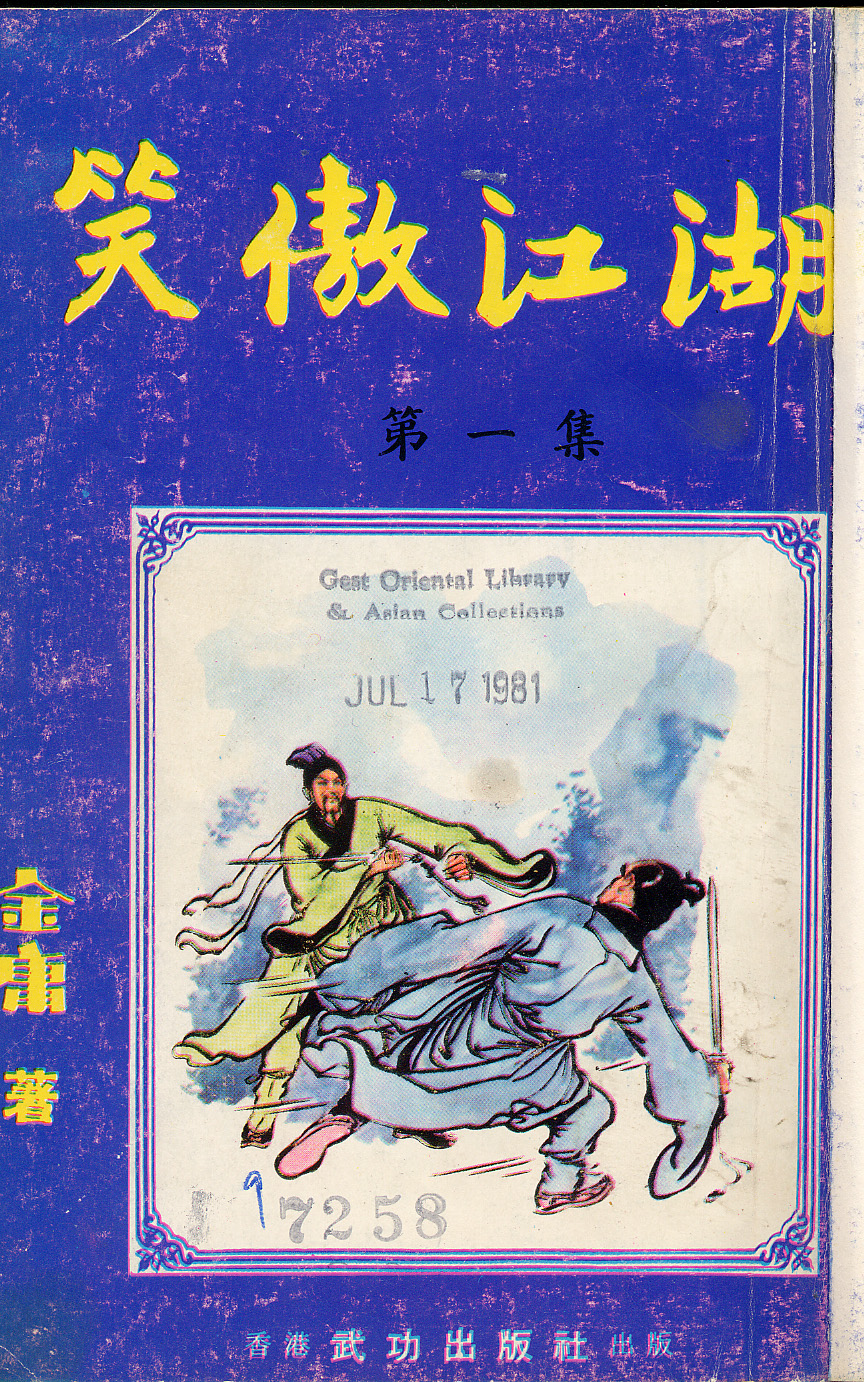 笑傲江湖
第一集
Gest Oriental Library
& Asian Collections
JUL 17 1981
金庸 著
9
7258
香港武功出版社出版